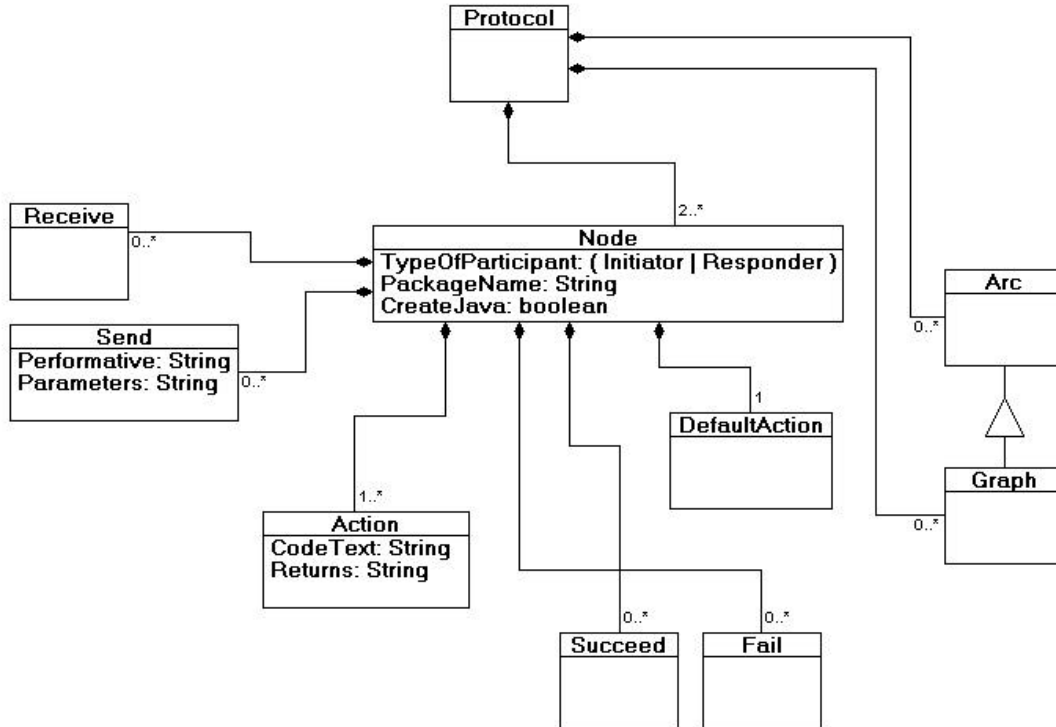 Protocol
2..*
Receive
0..*
Node
TypeOfParticipant: ( Initiator | Responder )
PackageName: String
CreateJava: boolean
Arc
0..*
Send
Performative: String
Parameters: String
0..*
1
DefaultAction
Graph
0..*
1..*
Action
CodeText: String
Returns: String
0..*
Succeed
0..*
Fail